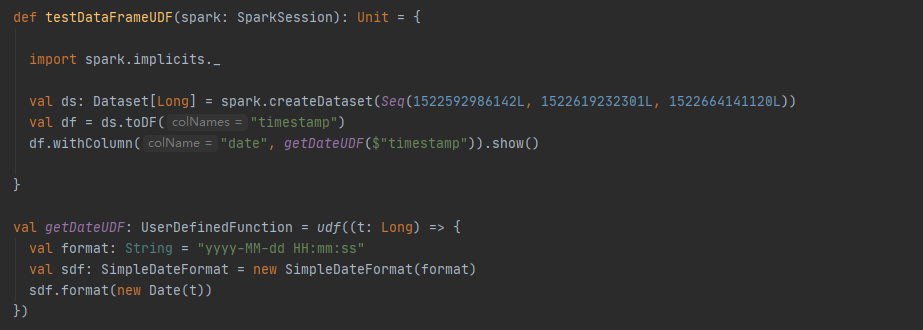 def testDataFrameUDF(spark: SparkSession): Unit = {
import spark.implicits._
val ds: Dataset[Long] = spark.createDataset(Seq(1522592986142L, 1522619232301L, 1522664141120L))
val df = ds.toDF( colNames = "timestamp")
df.withColumn( colName = "date", getDateUDF($"timestamp")).show()
}
val getDateUDF: UserDefinedFunction = udf((t: Long) => {
val format: String = "yyyy-MM-dd HH:mm:ss"
val sdf: SimpleDateFormat = new SimpleDateFormat(format)
sdf.format(new Date(t))
})